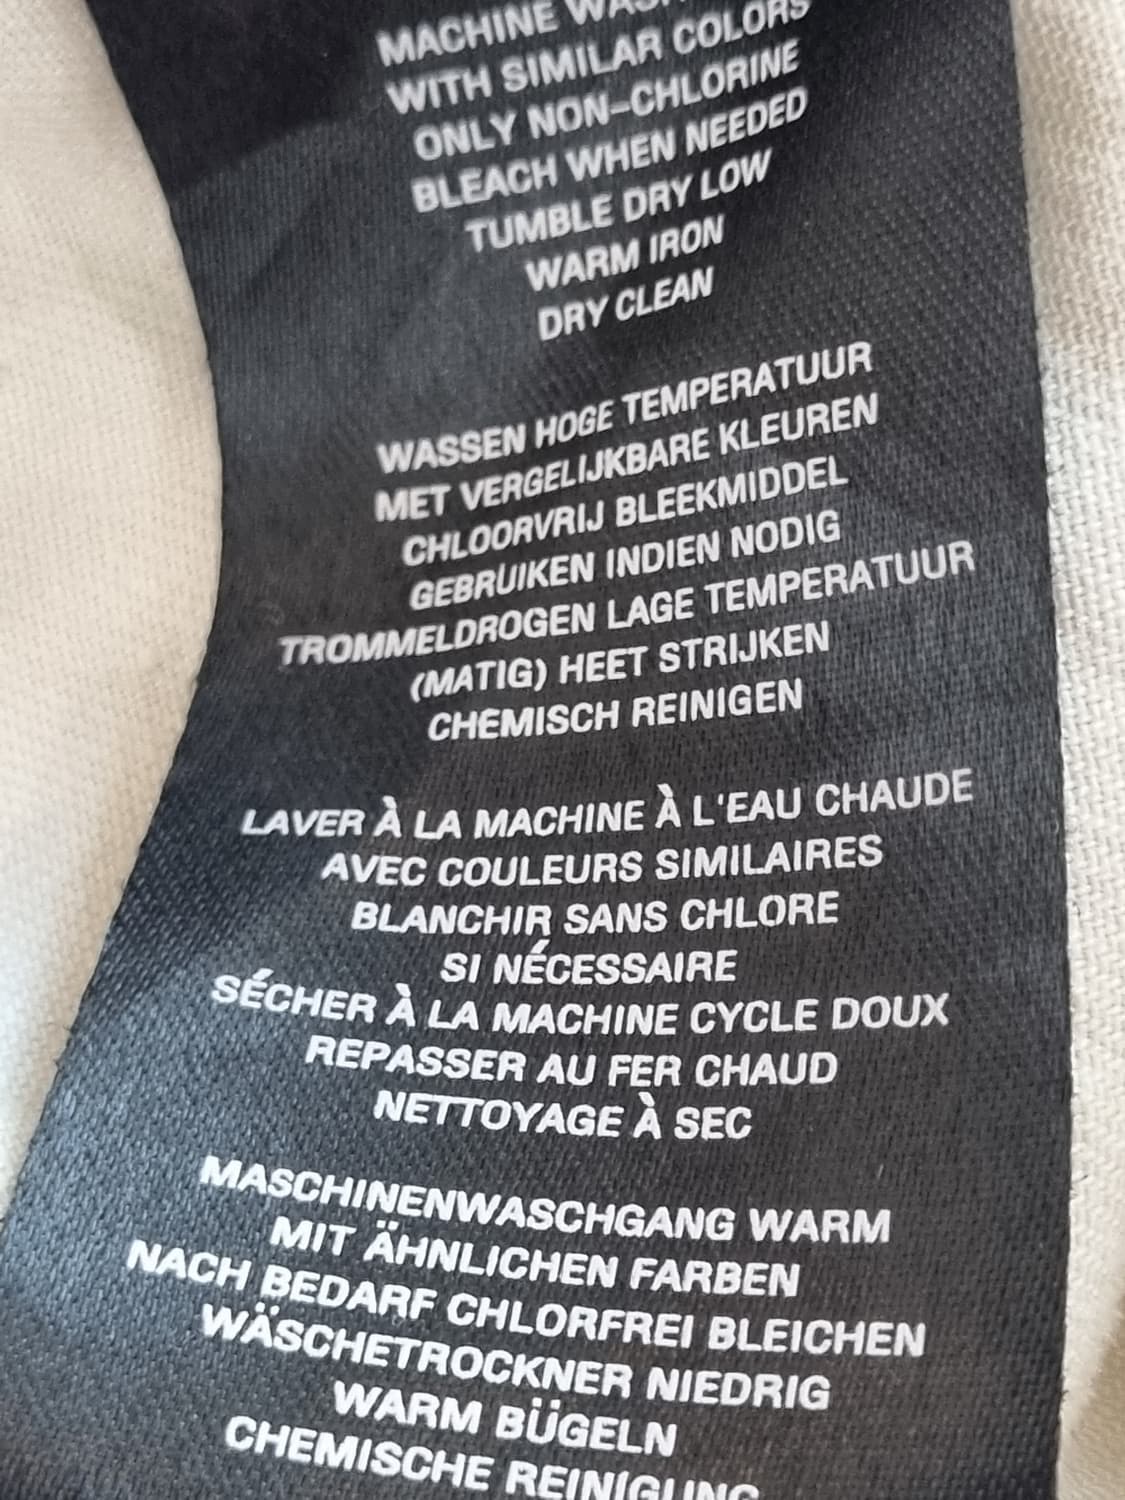 MACHINE
WITH SIMILAR COLORS
ONLY NON-CHLORINE
BLEACH WHEN NEEDED
TUMBLE DRY LOW
WARM IRON
DRY CLEAN
WASSEN HOGE TEMPERATUUR
MET VERGELIJKBARE KLEUREN
CHLOORVRIJ BLEEKMIDDEL
GEBRUIKEN INDIEN NODIG
TROMMELDROGEN LAGE TEMPERATUUR
(MATIG) HEET STRIJKEN
CHEMISCH REINIGEN
LAVER À LA MACHINE À L'EAU CHAUDE
AVEC COULEURS SIMILAIRES
BLANCHIR SANS CHLORE
SI NÉCESSAIRE
SÉCHER À LA MACHINE CYCLE DOUX
REPASSER AU FER CHAUD
NETTOYAGE À SEC
MASCHINENWASCHGANG WARM
MIT ÄHNLICHEN FARBEN
NACH BEDARF CHLORFREI BLEICHEN
WÄSCHETROCKNER NIEDRIG
WARM BÜGELN
CHEMISCHE REINIGUNG